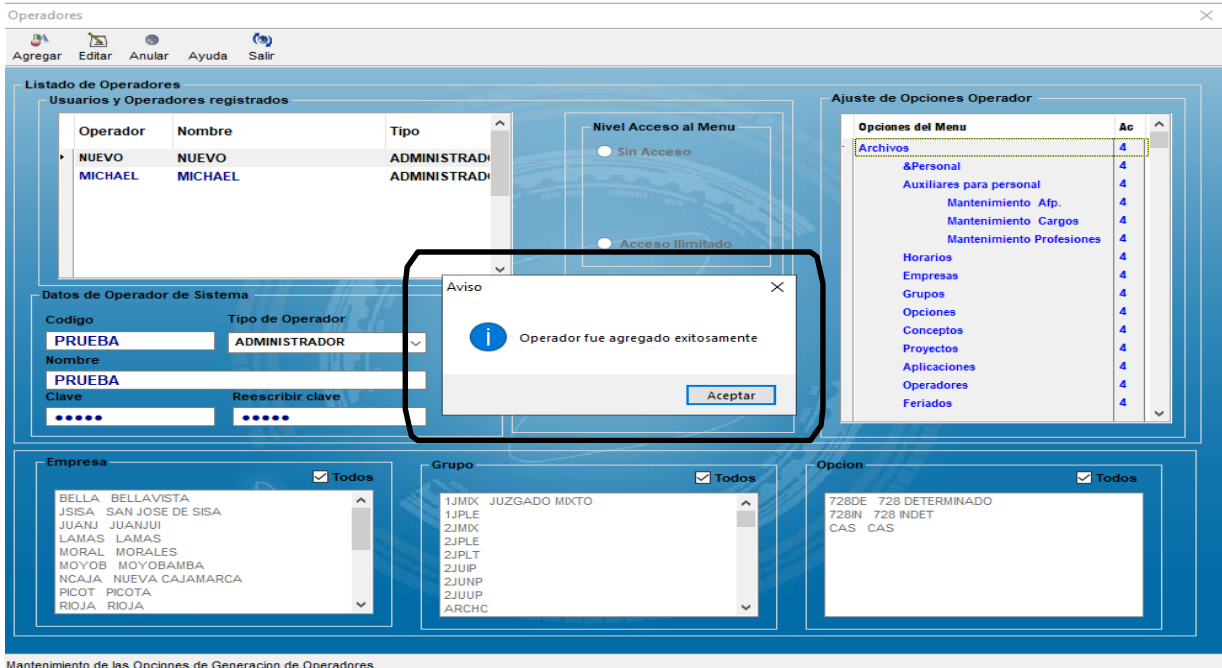 Operadores
Agregar Editar Anular Ayuda Salir
Listado de Operadores
Usuarios y Operadores registrados
Operador Nombre Tipo
NUEVO NUEVO ADMINISTRAD
MICHAEL MICHAEL ADMINISTRAD
Nivel Acceso al Menu
Sin Acceso
Acceso Ilimitado
Ajuste de Opciones Operador
Opciones del Menu Ac
Archivos 4
&Personal 4
Auxiliares para personal 4
Mantenimiento Afp. 4
Mantenimiento Cargos 4
Mantenimiento Profesiones 4
Horarios 4
Empresas 4
Grupos 4
Opciones 4
Conceptos 4
Proyectos 4
Aplicaciones 4
Operadores 4
Feriados 4
Datos de Operador de Sistema
Codigo Tipo de Operador
PRUEBA ADMINISTRADOR
Nombre
PRUEBA
Clave Reescribir clave
●●●●● ●●●●●
Aviso
Operador fue agregado exitosamente
Aceptar
Empresa
Todos
BELLA BELLAVISTA
JSISA SAN JOSE DE SISA
JUANJ JUANJUI
LAMAS LAMAS
MORAL MORALES
MOYOB MOYOBAMBA
NCAJA NUEVA CAJAMARCA
PICOT PICOTA
RIOJA RIOJA
Grupo
Todos
1JMIX JUZGADO MIXTO
1JPLE
2JMIX
2JPLE
2JPLT
2JUIP
2JUNP
2JUUP
ARCHC
Opcion
Todos
728DE 728 DETERMINADO
728IN 728 INDET
CAS CAS
Mantenimiento de las Opciones de Generacion de Operadores